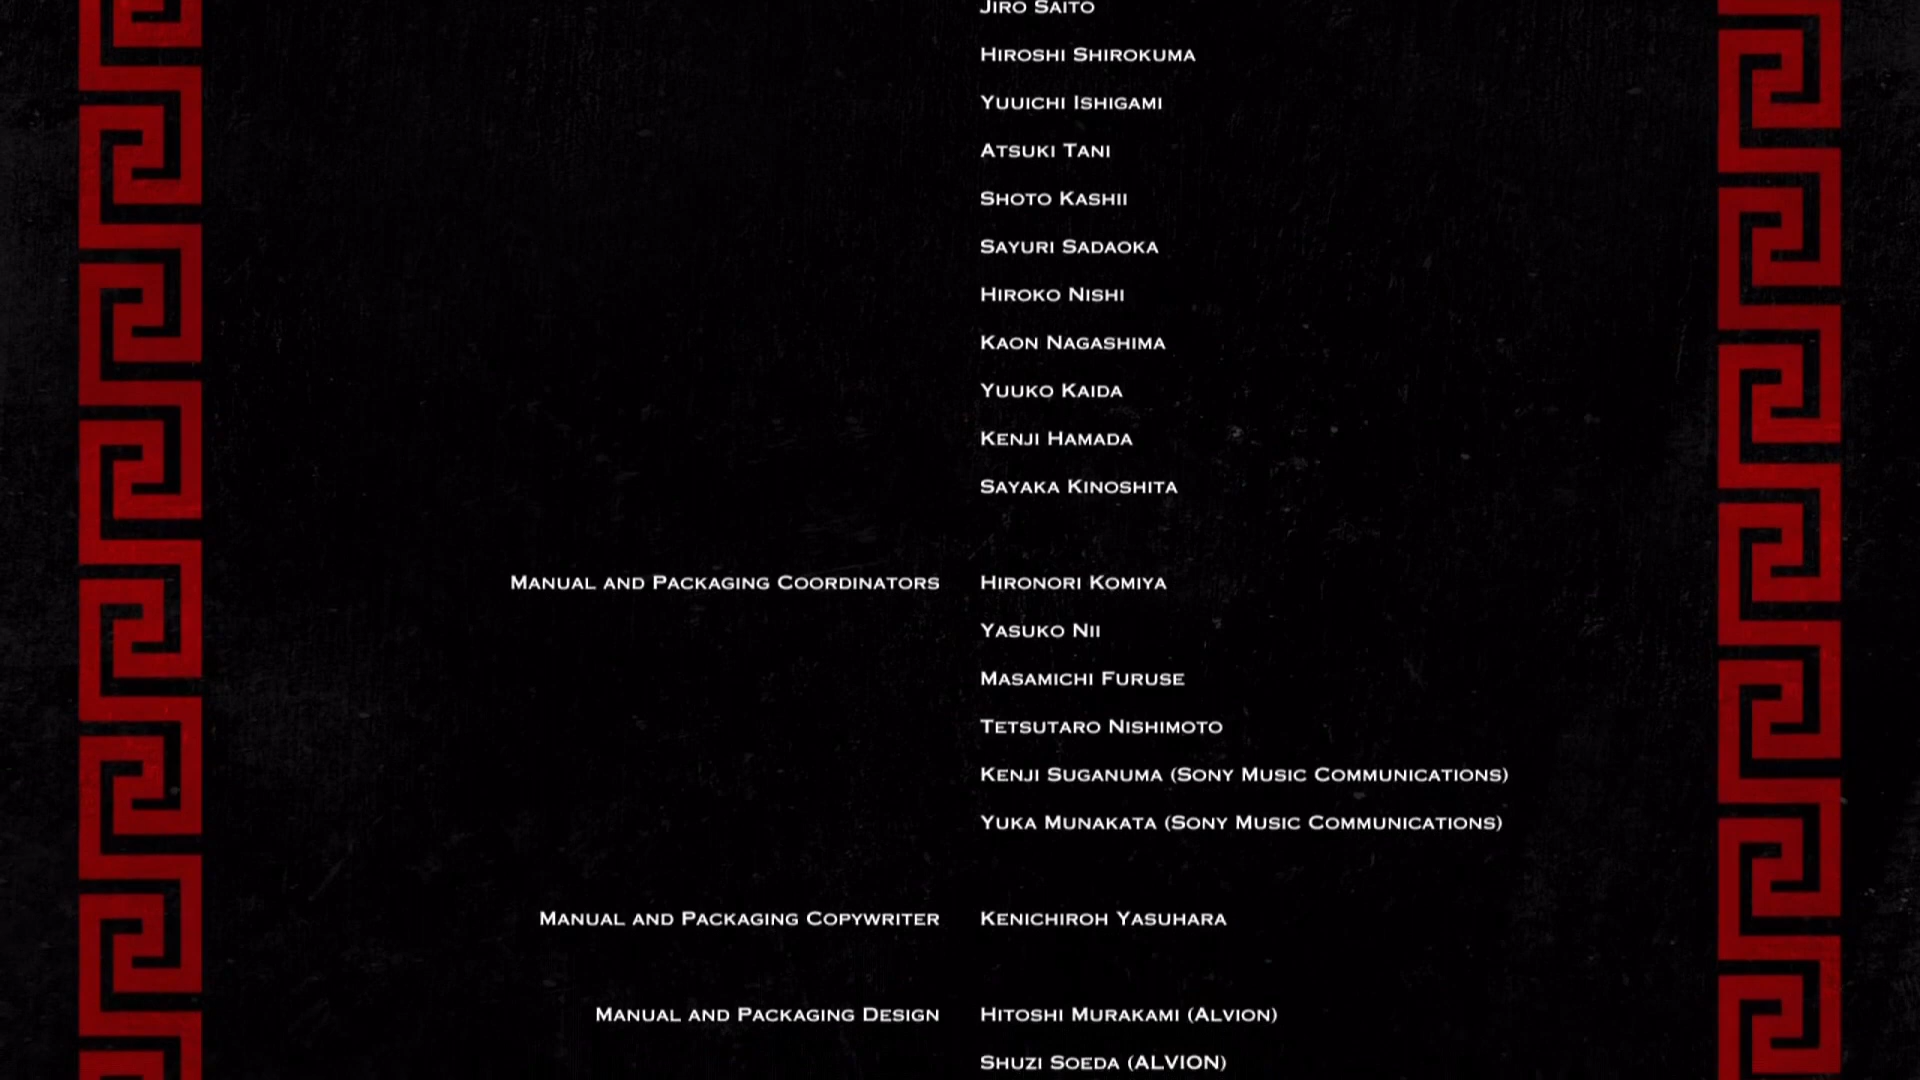 Jiro Saito
Hiroshi Shirokuma
Yuuichi Ishigami
Atsuki Tani
Shoto Kashii
Sayuri Sadaoka
Hiroko Nishi
Kaon Nagashima
Yuuko Kaida
Kenji Hamada
Sayaka Kinoshita
Manual and Packaging Coordinators Hironori Komiya
Yasuko Nii
Masamichi Furuse
Tetsutaro Nishimoto
Kenji Suganuma (Sony Music Communications)
Yuka Munakata (Sony Music Communications)
Manual and Packaging Copywriter Kenichiroh Yasuhara
Manual and Packaging Design Hitoshi Murakami (Alvion)
Shuzi Soeda (ALVION)